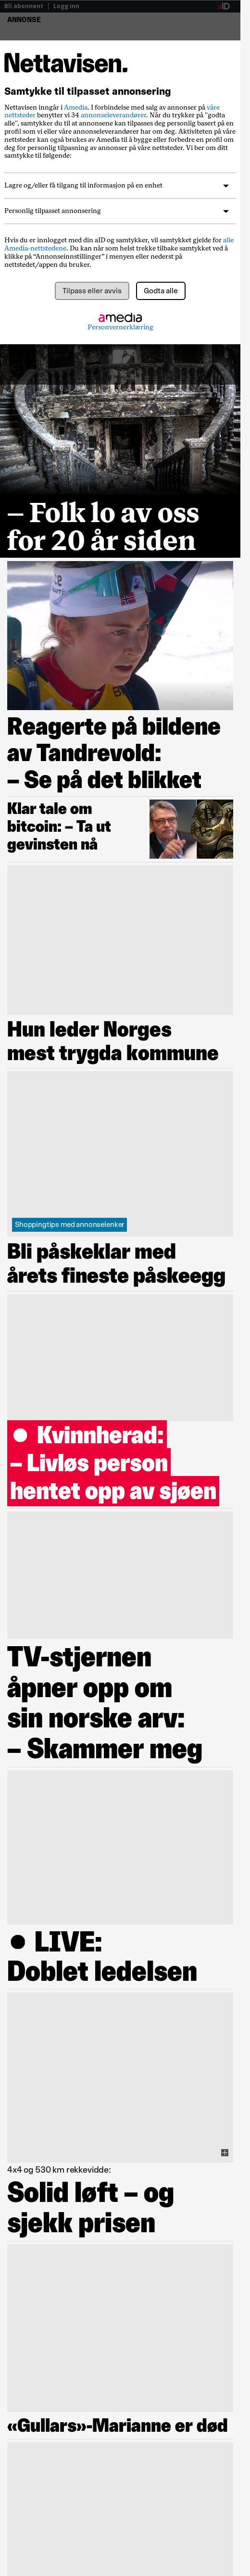 Bli abonnent | Logg inn
aID
ANNONSE
Nettavisen.
Samtykke til tilpasset annonsering
Nettavisen inngår i Amedia. I forbindelse med salg av annonser på våre
nettsteder benytter vi 34 annonseleverandører. Når du trykker på "godta
alle", samtykker du til at annonsene kan tilpasses deg personlig basert på en
profil som vi eller våre annonseleverandører har om deg. Aktiviteten på våre
nettsteder kan også brukes av Amedia til å bygge eller forbedre en profil om
deg for personlig tilpasning av annonser på våre nettsteder. Vi ber om ditt
samtykke til følgende:
Lagre og/eller få tilgang til informasjon på en enhet
Personlig tilpasset annonsering
Hvis du er innlogget med din aID og samtykker, vil samtykket gjelde for alle
Amedia-nettstedene. Du kan når som helst trekke tilbake samtykket ved å
klikke på “Annonseinnstillinger” i menyen eller nederst på
nettstedet/appen du bruker.
Tilpass eller avvis
Godta alle
amedia
Personvernerklæring
– Folk lo av oss
for 20 år siden
Reagerte på bildene
av Tandrevold:
– Se på det blikket
Klar tale om
bitcoin: – Ta ut
gevinsten nå
Hun leder Norges
mest trygda kommune
Shoppingtips med annonselenker
Bli påskeklar med
årets fineste påskeegg
● Kvinnherad:
– Livløs person
hentet opp av sjøen
TV-stjernen
åpner opp om
sin norske arv:
– Skammer meg
● LIVE:
Doblet ledelsen
4x4 og 530 km rekkevidde:
Solid løft – og
sjekk prisen
«Gullars»-Marianne er død